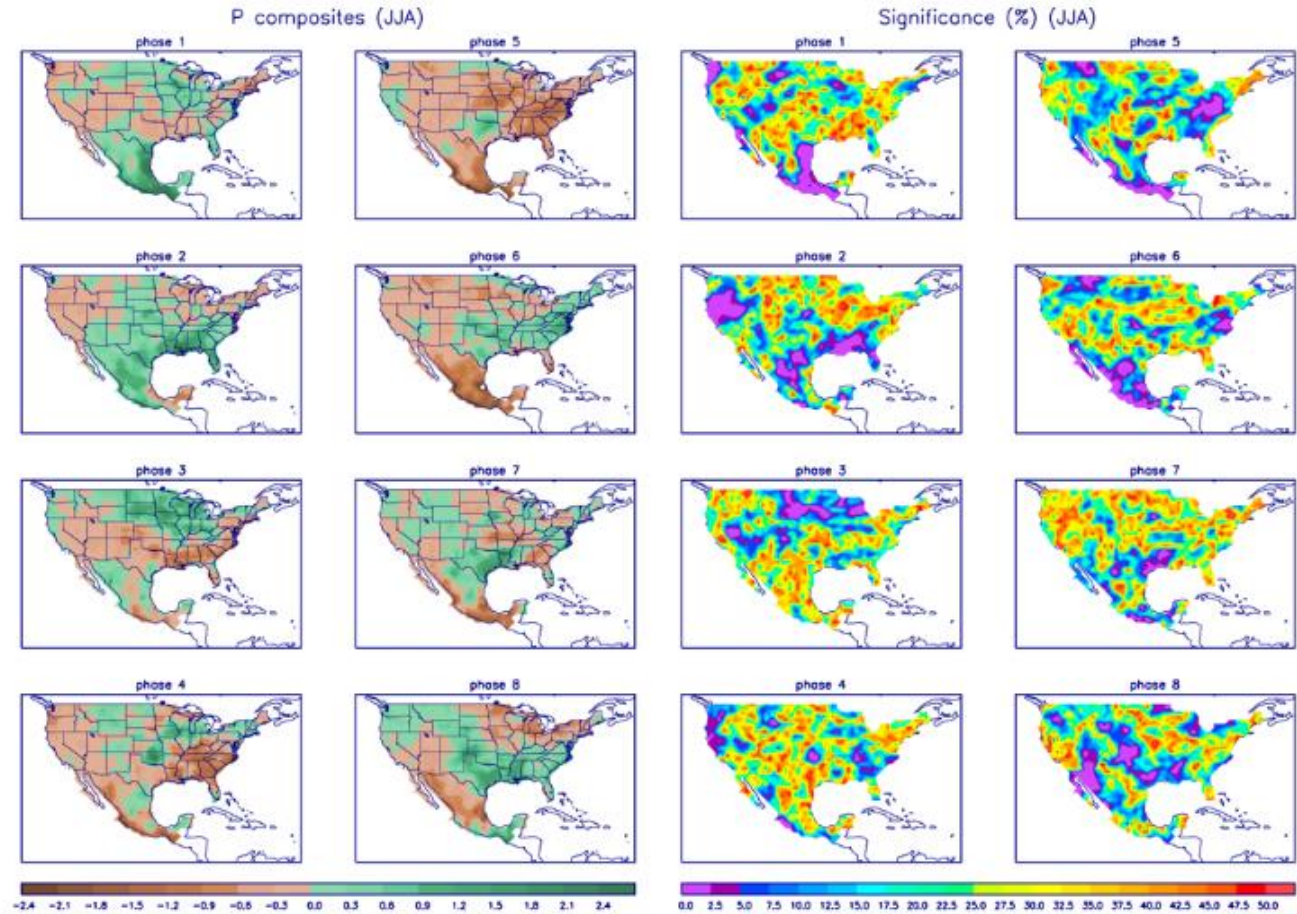 P composites (JJA)
Significance (%) (JJA)
phase 1
phase 5
phase 1
phase 5
phase 2
phase 6
phase 2
phase 6
phase 3
phase 7
phase 3
phase 7
phase 4
phase 8
phase 4
phase 8
−2.4 −2.1 −1.8 −1.5 −1.2 −0.9 −0.6 −0.3 0.0 0.3 0.6 0.9 1.2 1.5 1.8 2.1 2.4
0.0 2.5 5.0 7.5 10.0 12.5 15.0 17.5 20.0 22.5 25.0 27.5 30.0 32.5 35.0 37.5 40.0 42.5 45.0 47.5 50.0